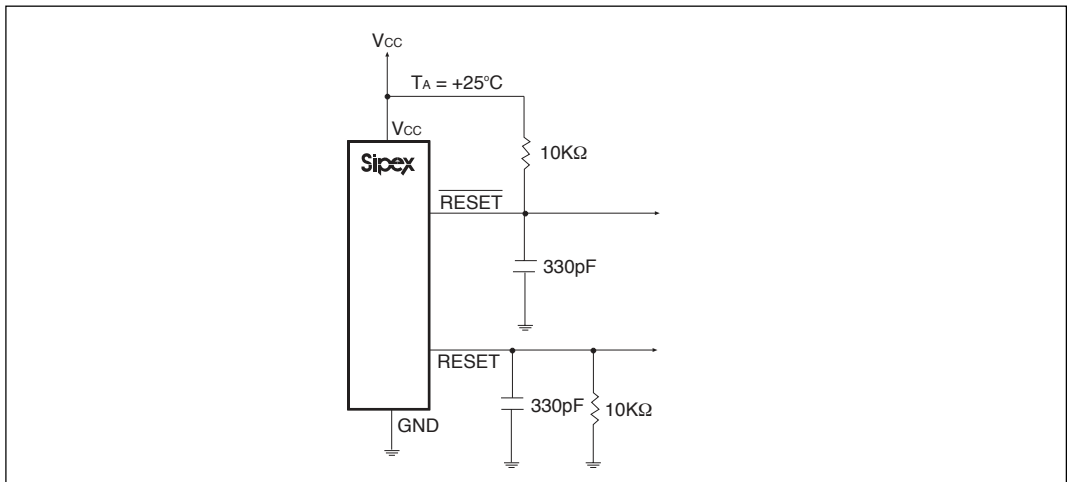 VCC
TA = +25°C
VCC
Sipex
10KΩ
RESET
330pF
RESET
330pF
10KΩ
GND